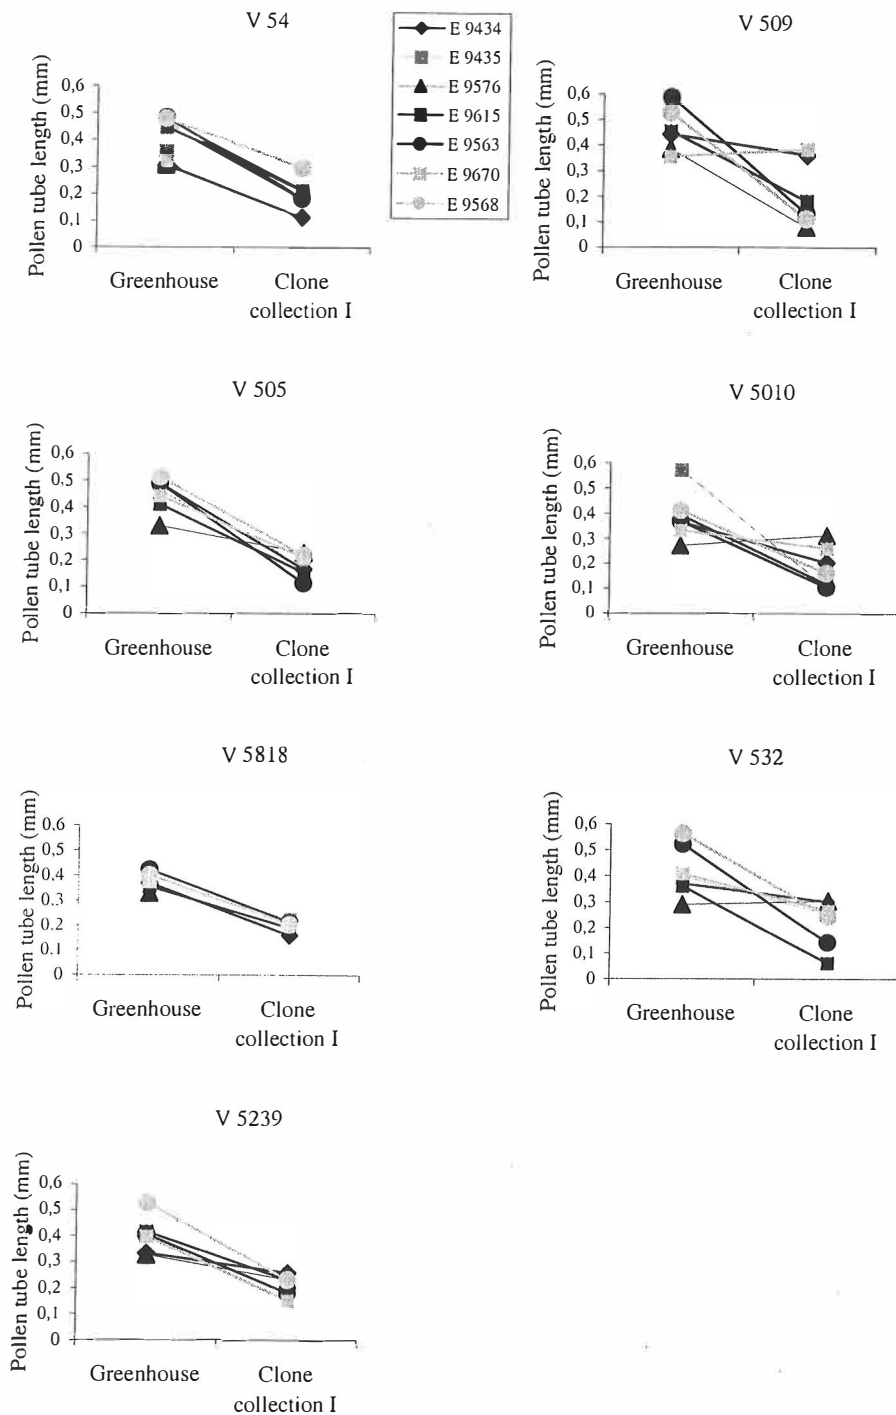 V 54
Pollen tube length (mm)
0,6
0,5
0,4
0,3
0,2
0,1
0
Greenhouse
Clone
collection I
E 9434
E 9435
E 9576
E 9615
E 9563
E 9670
E 9568
V 509
Pollen tube length (mm)
0,6
0,5
0,4
0,3
0,2
0,1
0
Greenhouse
Clone
collection I
V 505
Pollen tube length (mm)
0,6
0,5
0,4
0,3
0,2
0,1
0
Greenhouse
Clone
collection I
V 5010
Pollen tube length (mm)
0,6
0,5
0,4
0,3
0,2
0,1
0
Greenhouse
Clone
collection I
V 5818
Pollen tube length (mm)
0,6
0,5
0,4
0,3
0,2
0.1
0
Greenhouse
Clone
collection I
V 532
Pollen tube length (mm)
0,6
0,5
0,4
0,3
0,2
0,1
0
Greenhouse
Clone
collection I
V 5239
Pollen tube length (mm)
0,6
0,5
0,4
0,3
0,2
0,1
0
Greenhouse
Clone
collection I